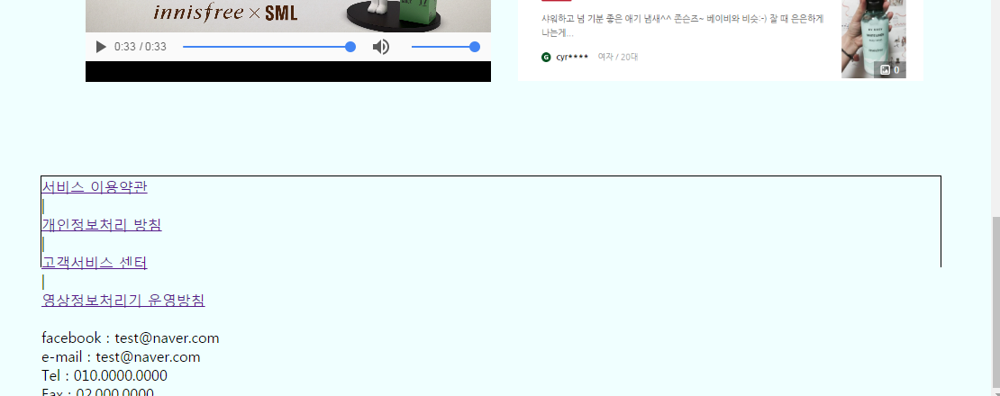 innisfree × SML
0:33 / 0:33
샤워하고 넘 기분 좋은 애기 냄새^^ 존슨즈~ 베이비와 비슷:-) 잘 때 은은하게
나는게...
G cyr**** 여자 / 20대
0
서비스 이용약관
|
개인정보처리 방침
|
고객서비스 센터
|
영상정보처리기 운영방침
facebook : test@naver.com
e-mail : test@naver.com
Tel : 010.0000.0000
Fax : 02.000.0000